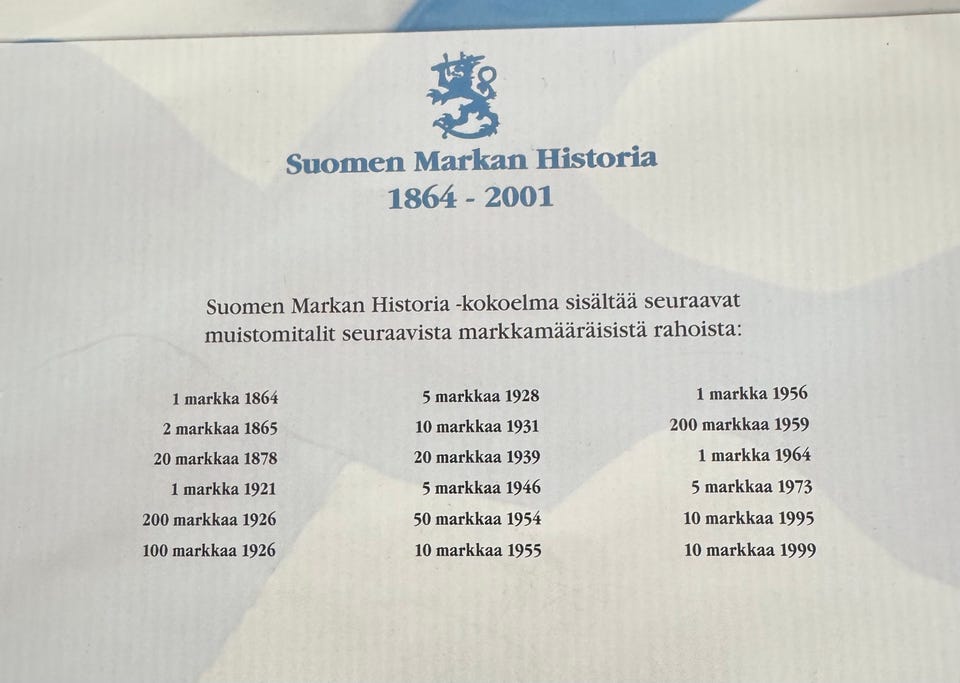 Suomen Markan Historia
1864 - 2001
Suomen Markan Historia -kokoelma sisältää seuraavat
muistomitalit seuraavista markkamääräisistä rahoista:
1 markka 1864
2 markkaa 1865
20 markkaa 1878
1 markka 1921
200 markkaa 1926
100 markkaa 1926
5 markkaa 1928
10 markkaa 1931
20 markkaa 1939
5 markkaa 1946
50 markkaa 1954
10 markkaa 1955
1 markka 1956
200 markkaa 1959
1 markka 1964
5 markkaa 1973
10 markkaa 1995
10 markkaa 1999